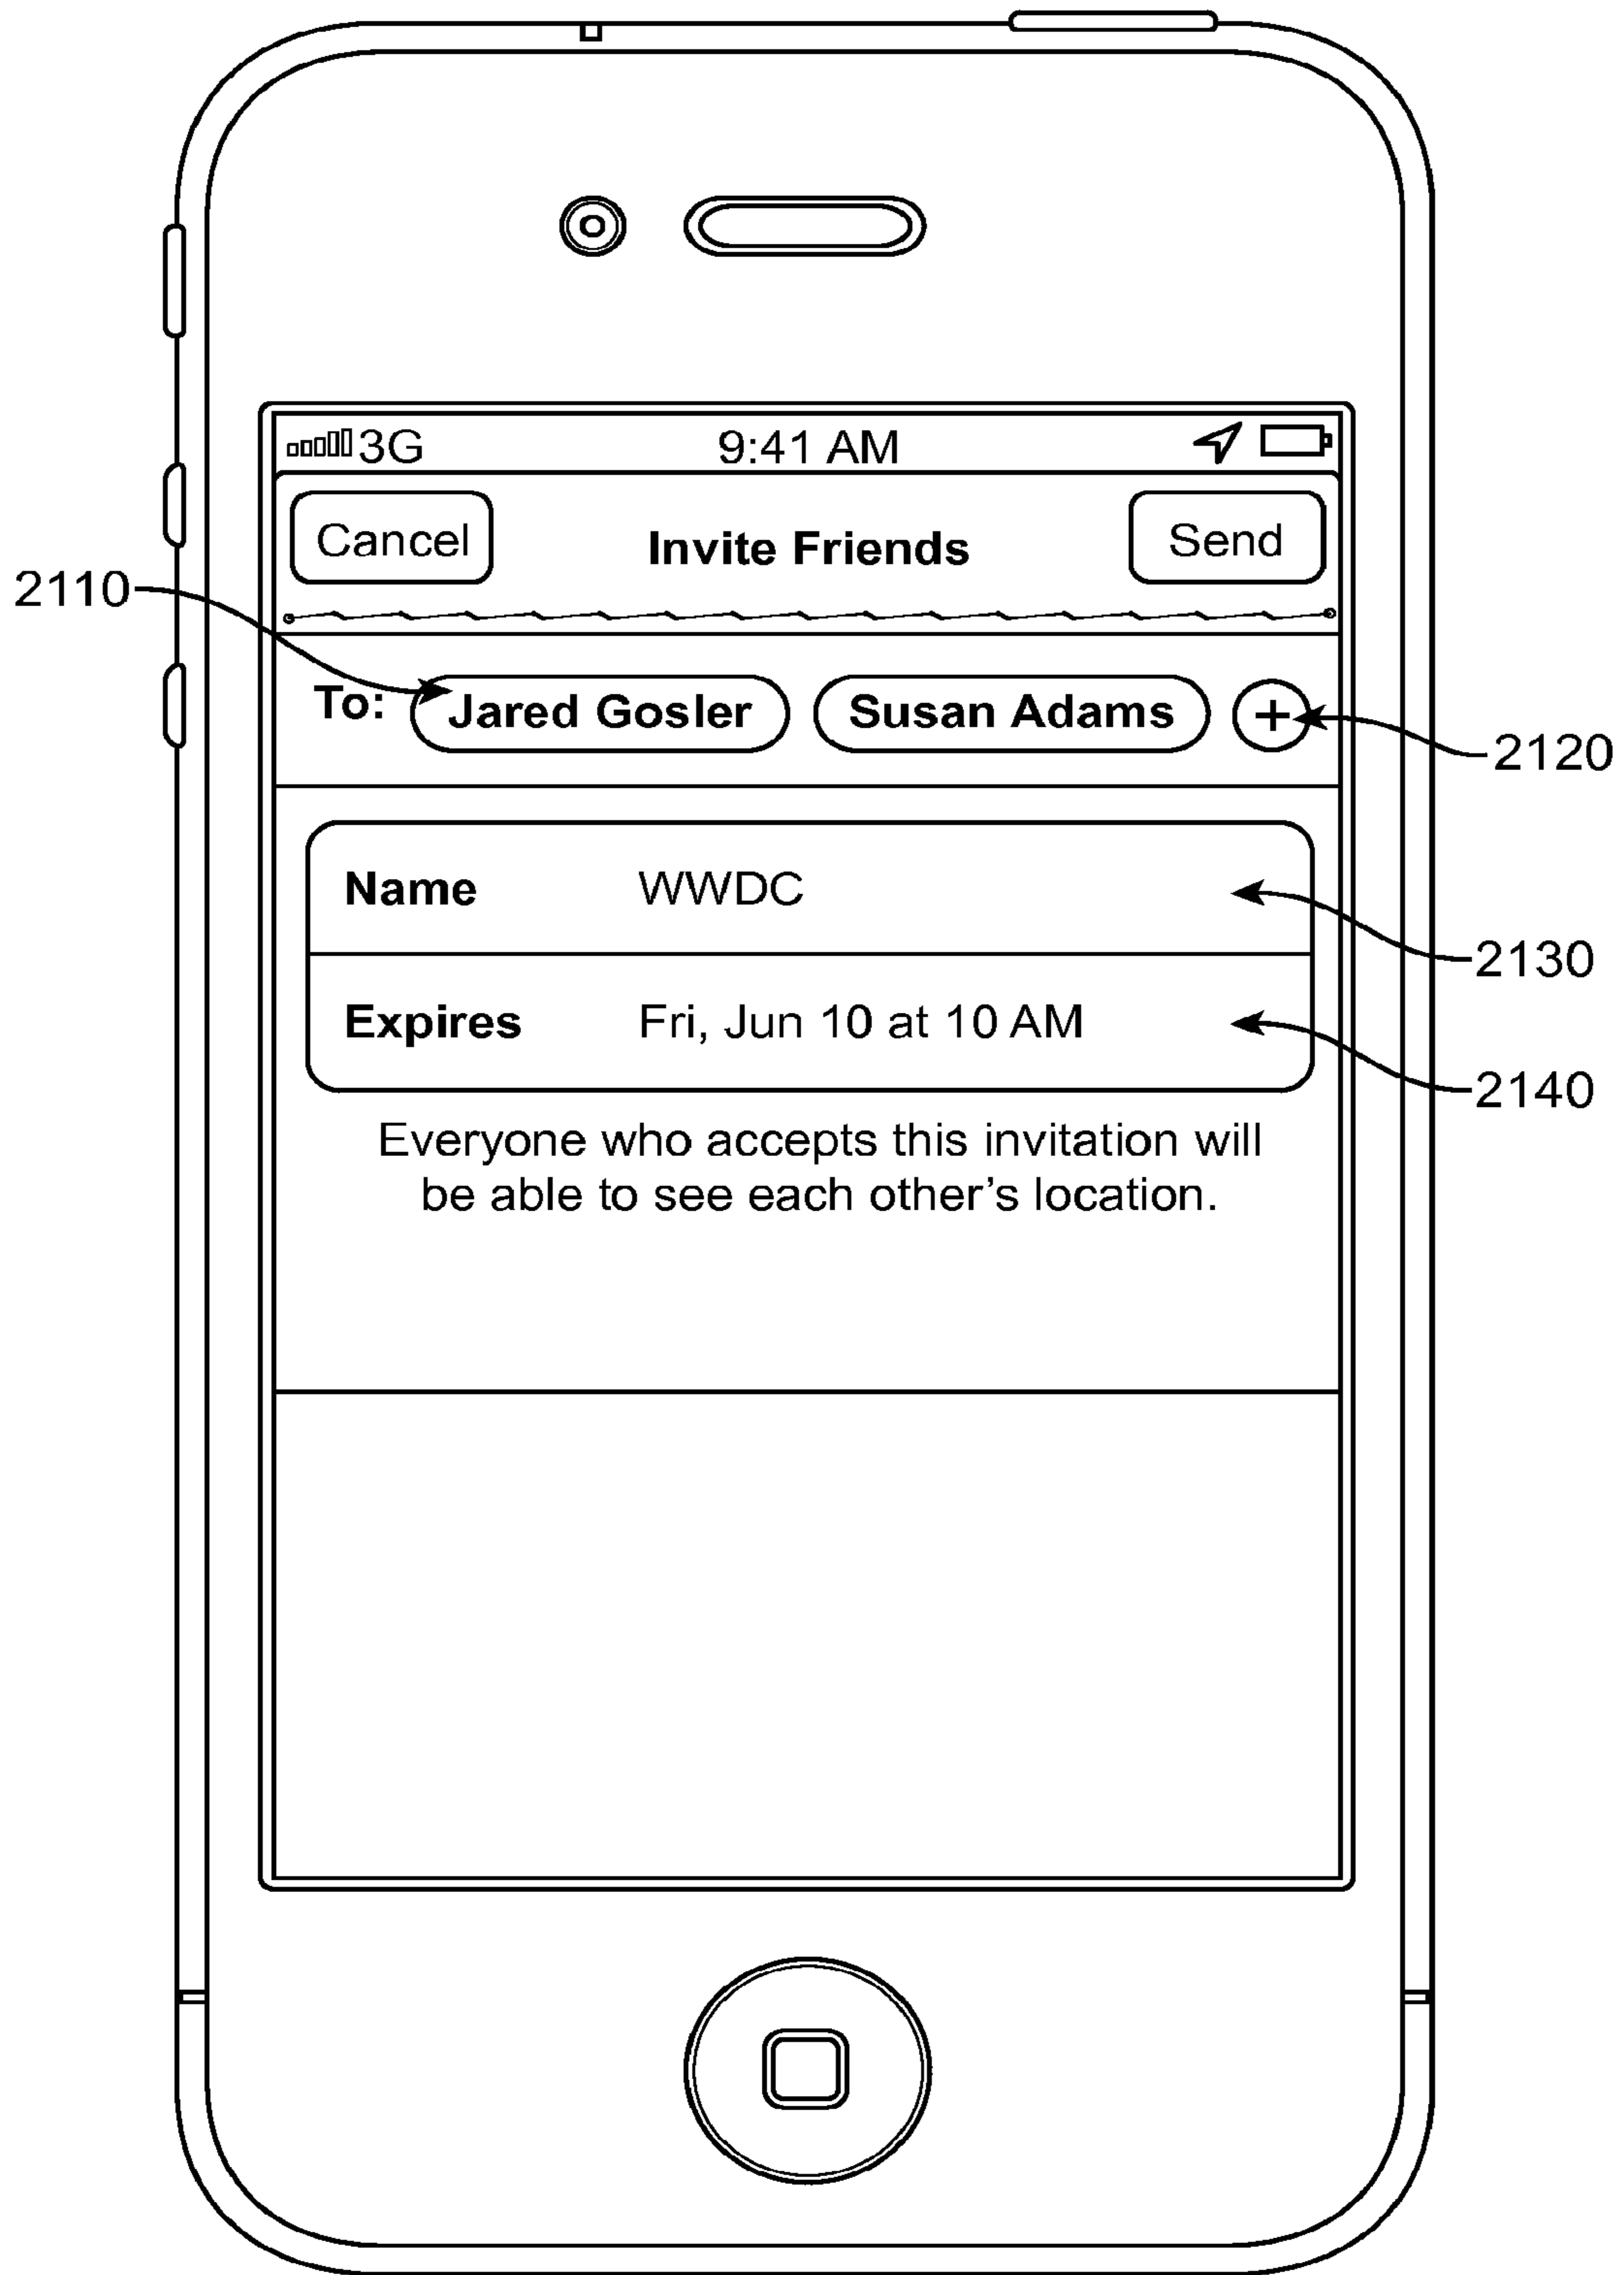 3G 9:41 AM
Cancel Invite Friends Send
2110
To: Jared Gosler Susan Adams +
2120
Name WWDC
2130
Expires Fri, Jun 10 at 10 AM
2140
Everyone who accepts this invitation will
be able to see each other’s location.